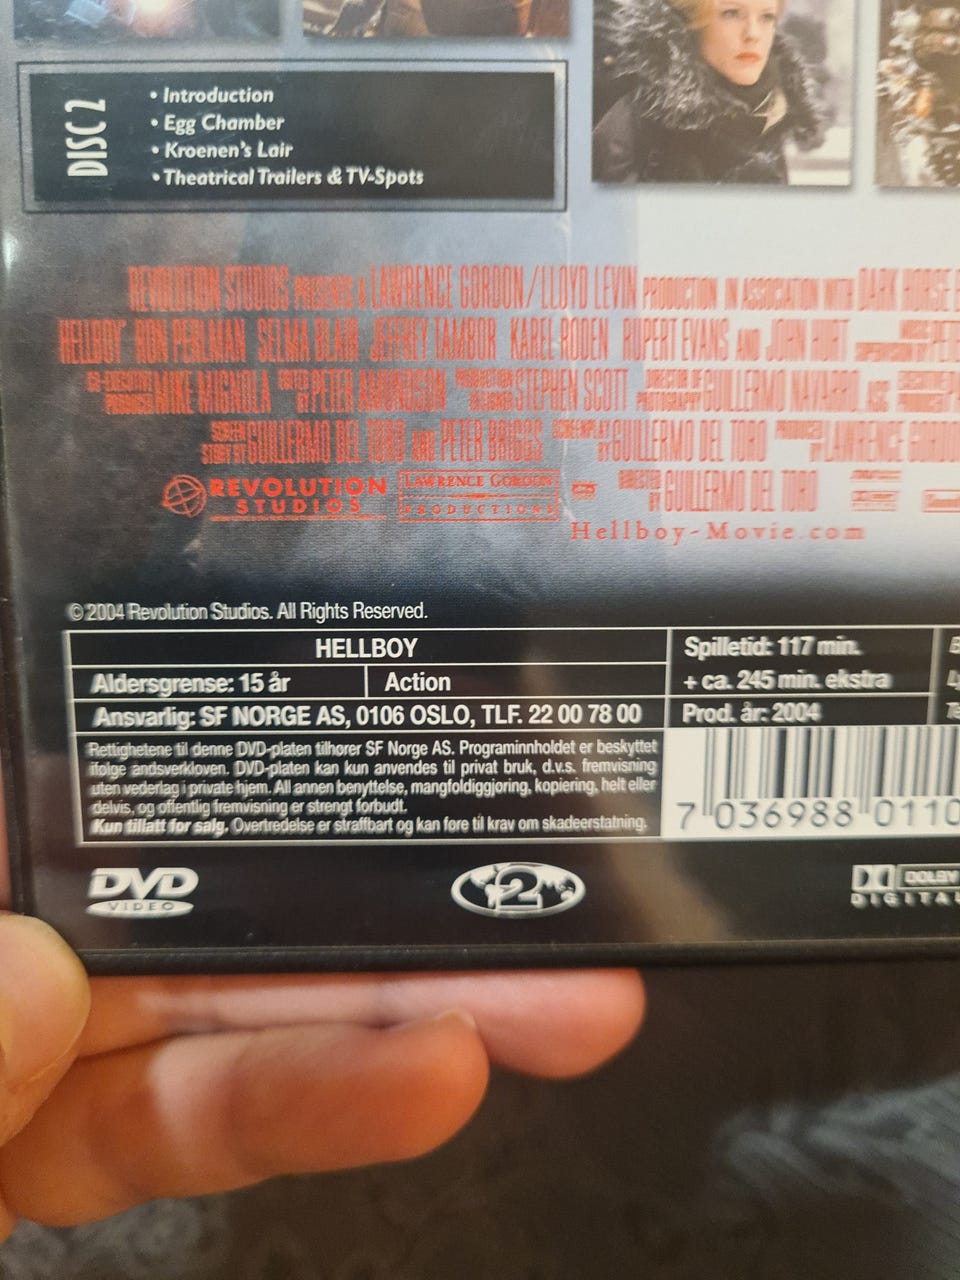 DISC 2
• Introduction
• Egg Chamber
• Kroenen's Lair
• Theatrical Trailers & TV-Spots
REVOLUTION STUDIOS PRESENTS A LAWRENCE GORDON/LLOYD LEVIN PRODUCTION IN ASSOCIATION WITH DARK HORSE
HELLBOY RON PERLMAN SELMA BLAIR JEFFREY TAMBOR KAREL RODEN RUPERT EVANS AND JOHN HURT
CO-EXECUTIVE PRODUCER MIKE MIGNOLA EDITED BY PETER AMUNDSON PRODUCTION DESIGNER STEPHEN SCOTT DIRECTOR OF PHOTOGRAPHY GUILLERMO NAVARRO, ASC
SCREEN STORY BY GUILLERMO DEL TORO AND PETER BRIGGS SCREENPLAY BY GUILLERMO DEL TORO PRODUCED BY LAWRENCE GORDON
REVOLUTION STUDIOS LAWRENCE GORDON PRODUCTIONS DIRECTED BY GUILLERMO DEL TORO
Hellboy-Movie.com
© 2004 Revolution Studios. All Rights Reserved.
HELLBOY
Spilletid: 117 min.
Aldersgrense: 15 år
Action
+ ca. 245 min. ekstra
Ansvarlig: SF NORGE AS, 0106 OSLO, TLF. 22 00 78 00
Prod. år: 2004
Rettighetene til denne DVD-platen tilhører SF Norge AS. Programinnholdet er beskyttet
ifølge åndsverkloven. DVD-platen kan kun anvendes til privat bruk, d.v.s. fremvisning
uten vederlag i private hjem. All annen benyttelse, mangfoldiggjøring, kopiering, helt eller
delvis, og offentlig fremvisning er strengt forbudt.
Kun tillatt for salg. Overtredelse er straffbart og kan føre til krav om skadeerstatning.
7 036988 0110
DVD VIDEO
2
DOLBY
DIGITAL